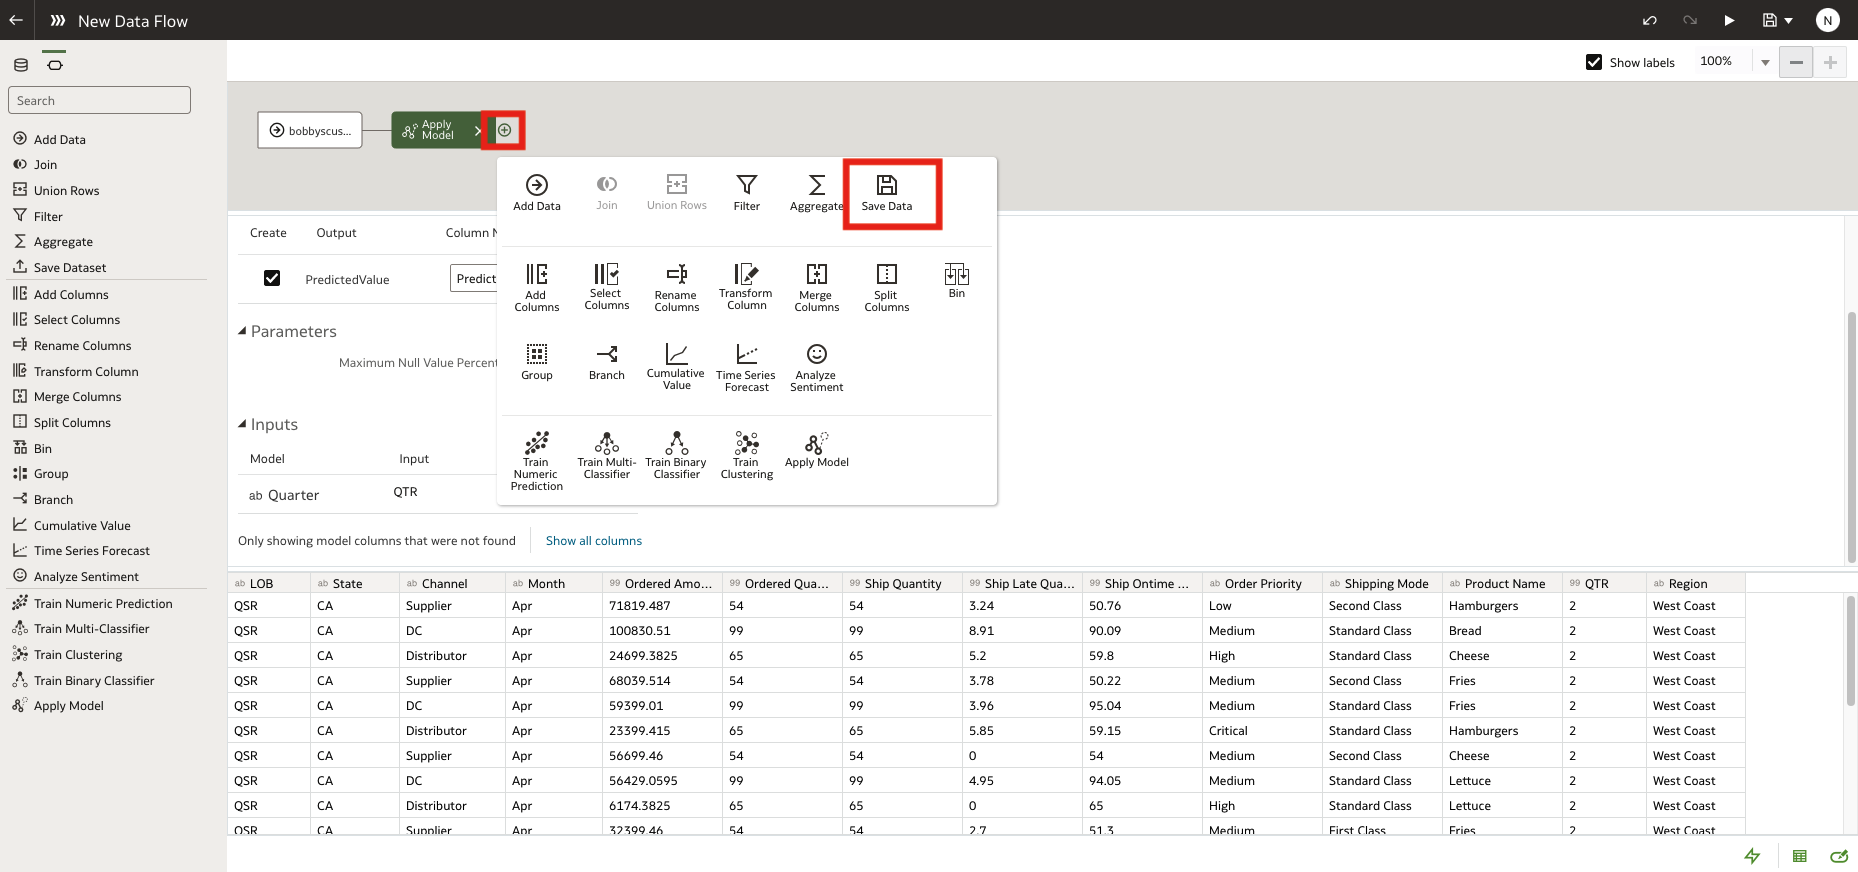 New Data Flow
N
Show labels
100%
Search
Add Data
Join
Union Rows
Filter
Aggregate
Save Dataset
Add Columns
Select Columns
Rename Columns
Transform Column
Merge Columns
Split Columns
Bin
Group
Branch
Cumulative Value
Time Series Forecast
Analyze Sentiment
Train Numeric Prediction
Train Multi-Classifier
Train Clustering
Train Binary Classifier
Apply Model
bobbyscus...
Apply
Model
Add Data Join Union Rows Filter Aggregate Save Data
Add
Columns
Select
Columns
Rename
Columns
Transform
Column
Merge
Columns
Split
Columns
Bin
Group
Branch
Cumulative
Value
Time Series
Forecast
Analyze
Sentiment
Train
Numeric
Prediction
Train Multi-
Classifier
Train Binary
Classifier
Train
Clustering
Apply Model
Create Output Column N
PredictedValue Predict
Parameters
Maximum Null Value Percent
Inputs
Model Input
ab Quarter QTR
Only showing model columns that were not found Show all columns
ab LOB ab State ab Channel ab Month 99 Ordered Amo... 99 Ordered Qua... 99 Ship Quantity 99 Ship Late Qua... 99 Ship Ontime ... ab Order Priority ab Shipping Mode ab Product Name 99 QTR ab Region
QSR CA Supplier Apr 71819.487 54 54 3.24 50.76 Low Second Class Hamburgers 2 West Coast
QSR CA DC Apr 100830.51 99 99 8.91 90.09 Medium Standard Class Bread 2 West Coast
QSR CA Distributor Apr 24699.3825 65 65 5.2 59.8 High Standard Class Cheese 2 West Coast
QSR CA Supplier Apr 68039.514 54 54 3.78 50.22 Medium Second Class Fries 2 West Coast
QSR CA DC Apr 59399.01 99 99 3.96 95.04 Medium Standard Class Fries 2 West Coast
QSR CA Distributor Apr 23399.415 65 65 5.85 59.15 Critical Standard Class Hamburgers 2 West Coast
QSR CA Supplier Apr 56699.46 54 54 0 54 Medium Second Class Cheese 2 West Coast
QSR CA DC Apr 56429.0595 99 99 4.95 94.05 Medium Standard Class Lettuce 2 West Coast
QSR CA Distributor Apr 6174.3825 65 65 0 65 High Standard Class Lettuce 2 West Coast
QSR CA Supplier Apr 32399.46 54 54 2.7 51.3 Medium First Class Fries 2 West Coast